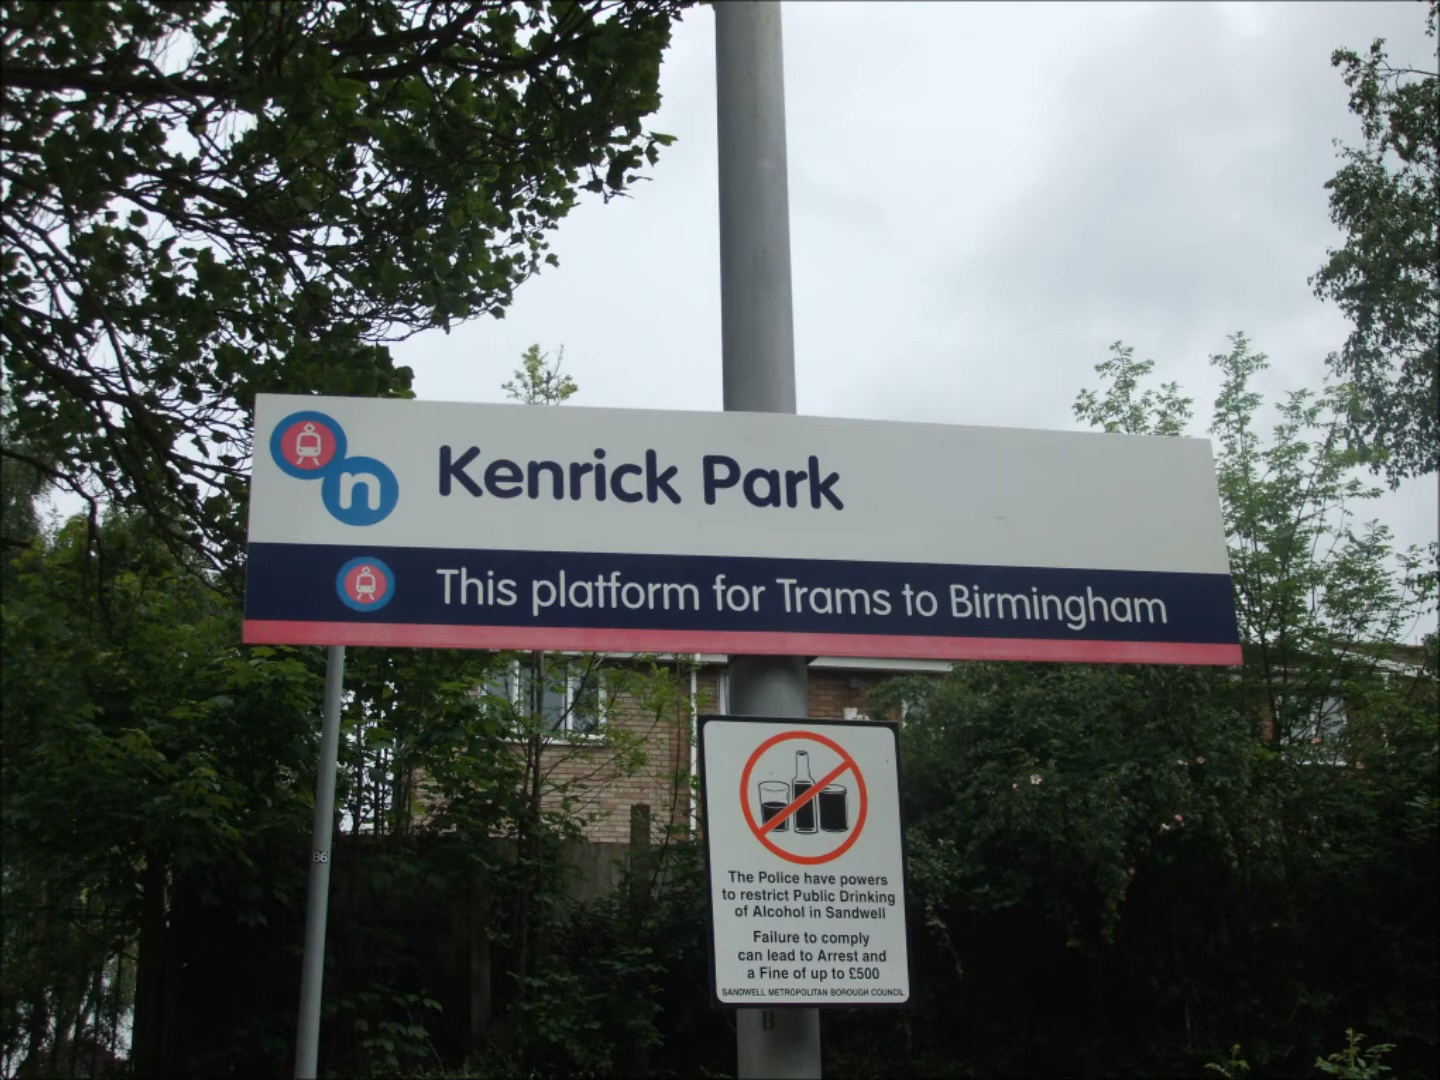 n
Kenrick Park
This platform for Trams to Birmingham
The Police have powers
to restrict Public Drinking
of Alcohol in Sandwell
Failure to comply
can lead to Arrest and
a Fine of up to £500
SANDWELL METROPOLITAN BOROUGH COUNCIL
B6
B